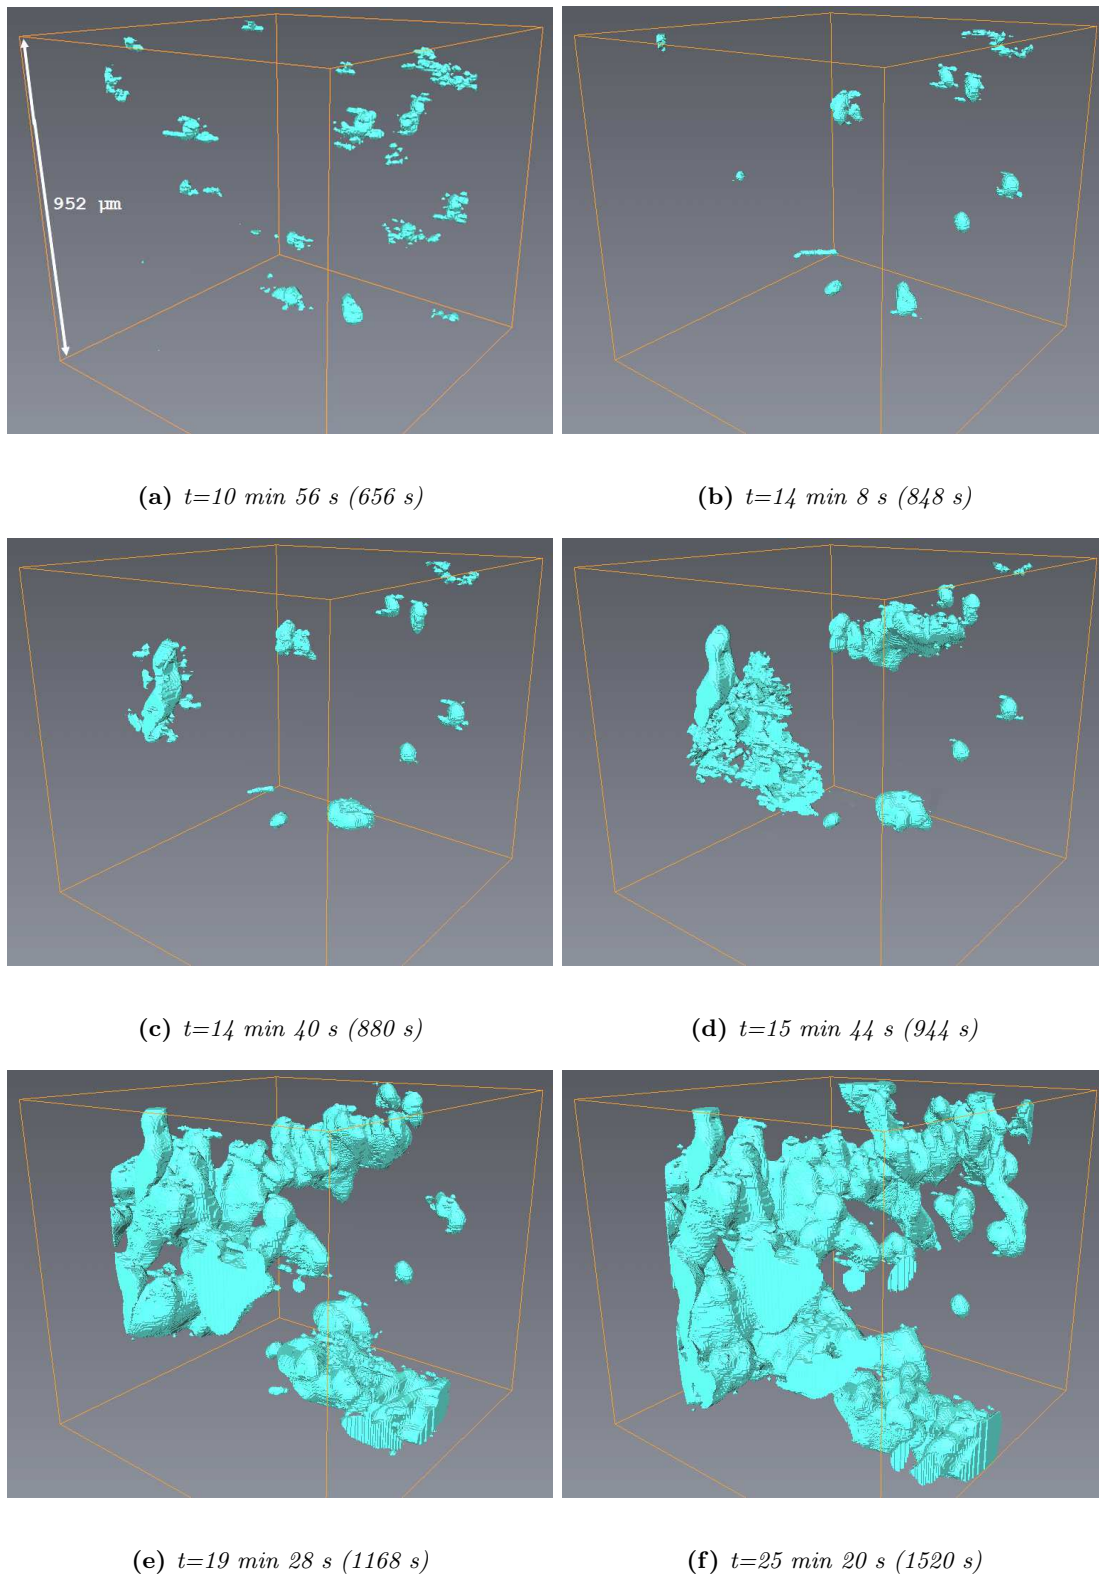 952 μm
(a) t=10 min 56 s (656 s)
(b) t=14 min 8 s (848 s)
(c) t=14 min 40 s (880 s)
(d) t=15 min 44 s (944 s)
(e) t=19 min 28 s (1168 s)
(f) t=25 min 20 s (1520 s)